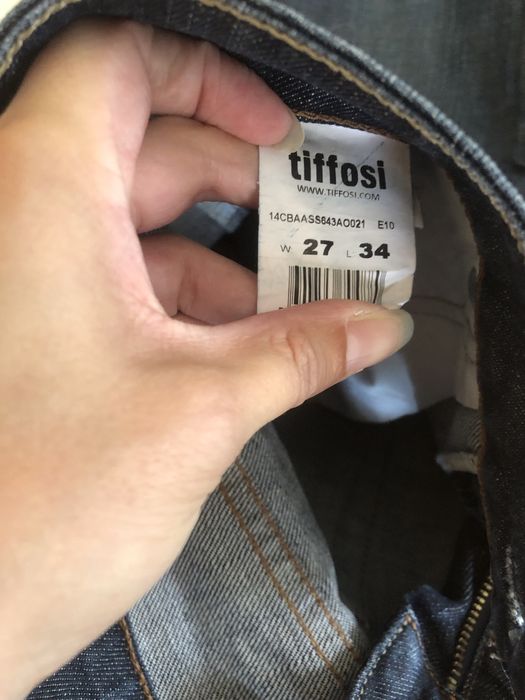 tiffosi
WWW.TIFFOSI.COM
14CBAASS643AO021 E10
W 27 L 34